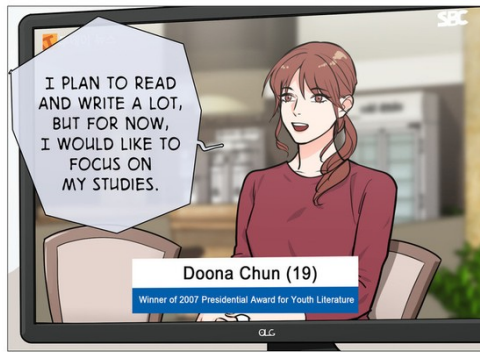 SBC
I PLAN TO READ
AND WRITE A LOT,
BUT FOR NOW,
I WOULD LIKE TO
FOCUS ON
MY STUDIES.
Doona Chun (19)
Winner of 2007 Presidential Award for Youth Literature